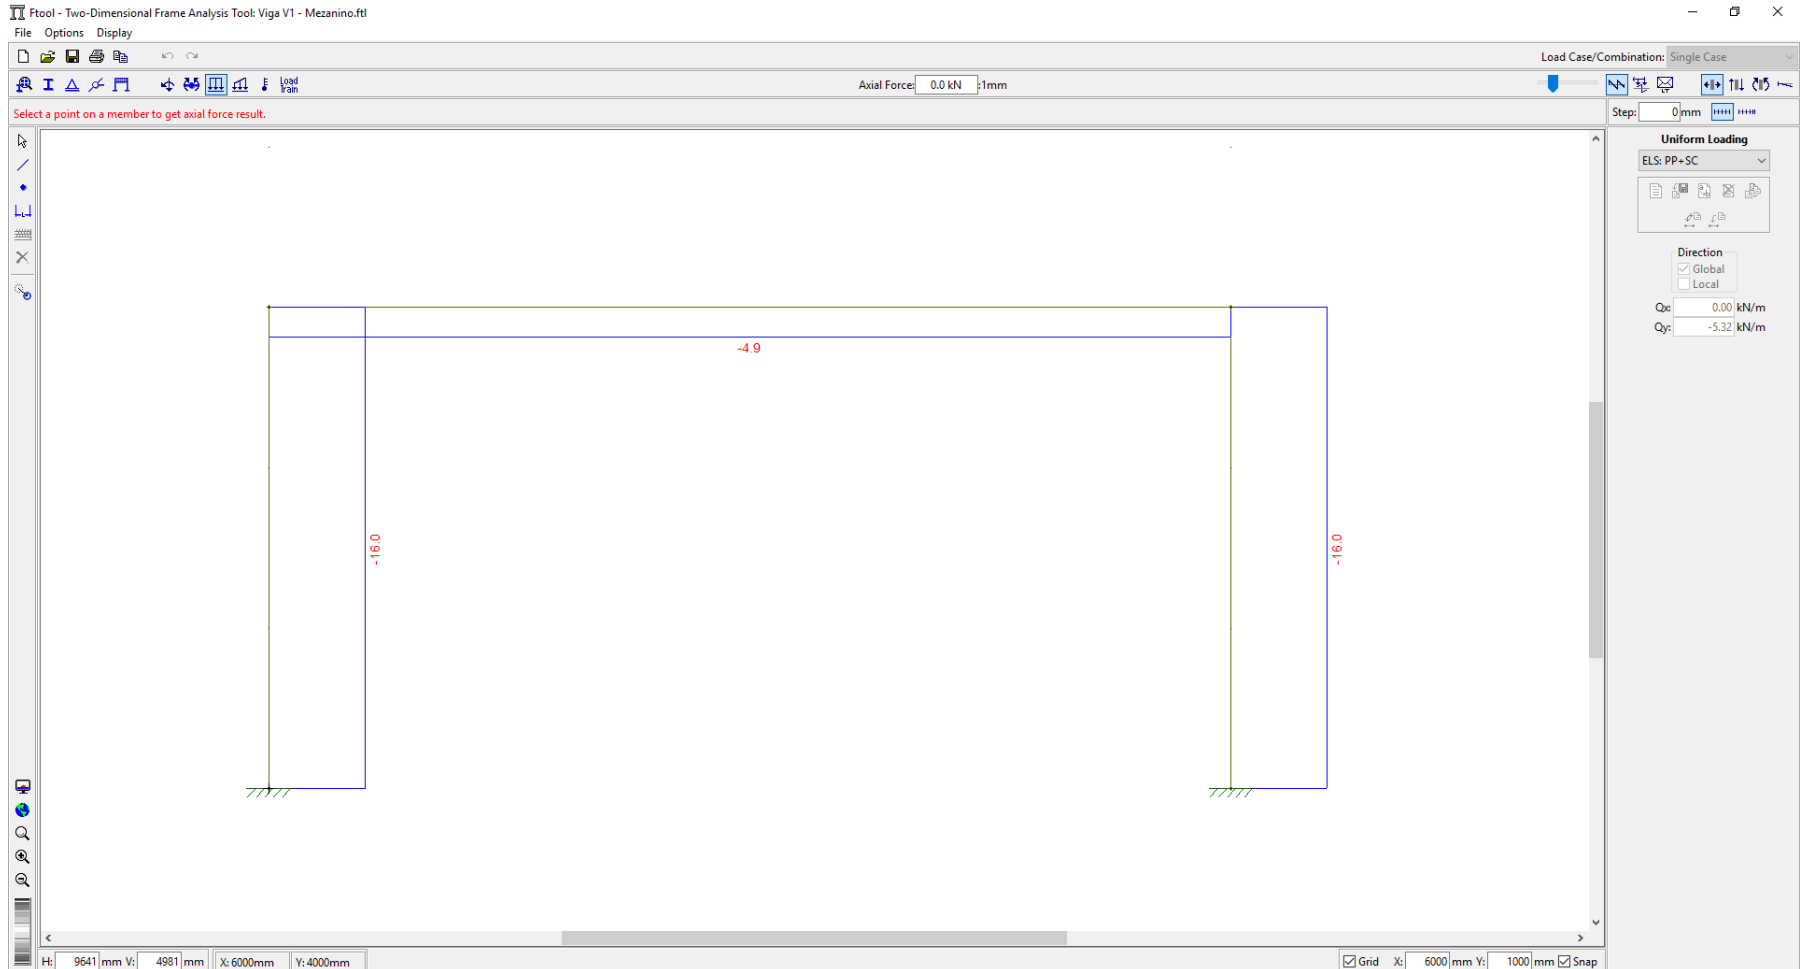 Ftool - Two-Dimensional Frame Analysis Tool: Viga V1 - Mezanino.ftl
File Options Display
Load Case/Combination: Single Case
Load Train
Axial Force: 0.0 kN :1mm
Select a point on a member to get axial force result.
Step: 0 mm
Uniform Loading
ELS: PP+SC
Direction
Global
Local
Qx: 0.00 kN/m
Qy: -5.32 kN/m
-4.9
-16.0
-16.0
H: 9641 mm V: 4981 mm X: 6000mm Y: 4000mm Grid X: 6000 mm Y: 1000 mm Snap